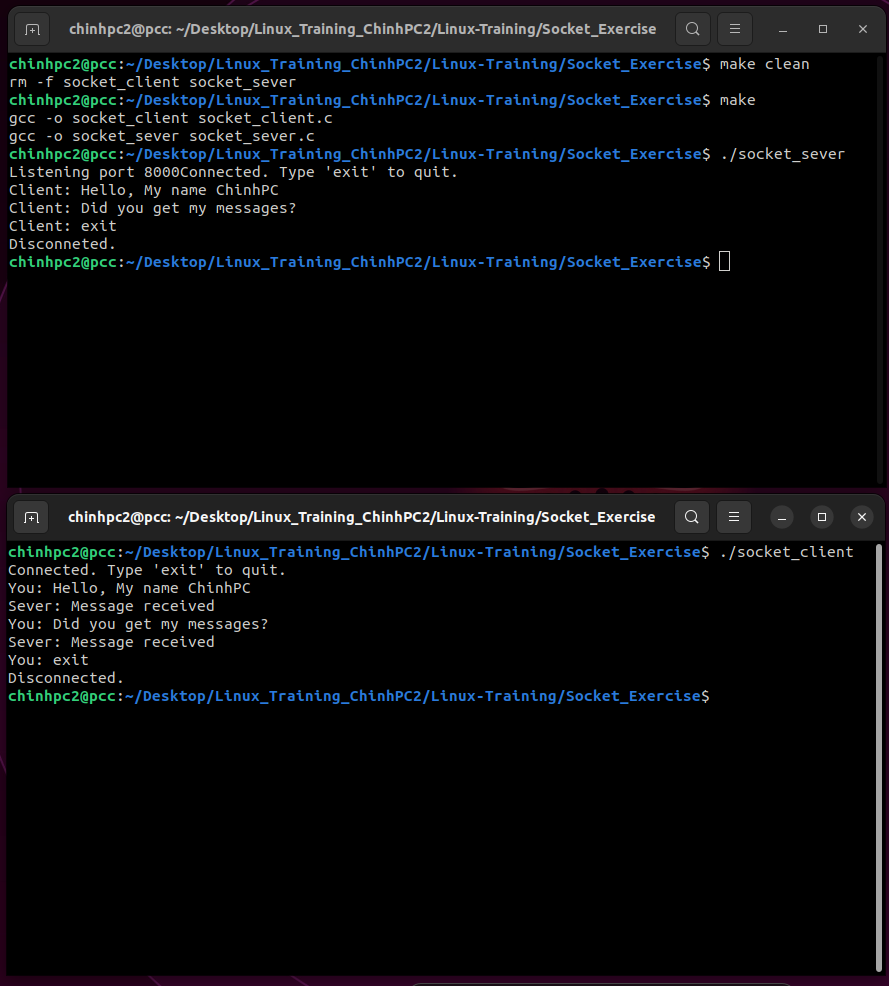 chinhpc2@pcc: ~/Desktop/Linux_Training_ChinhPC2/Linux-Training/Socket_Exercise
chinhpc2@pcc:~/Desktop/Linux_Training_ChinhPC2/Linux-Training/Socket_Exercise$ make clean
rm -f socket_client socket_sever
chinhpc2@pcc:~/Desktop/Linux_Training_ChinhPC2/Linux-Training/Socket_Exercise$ make
gcc -o socket_client socket_client.c
gcc -o socket_sever socket_sever.c
chinhpc2@pcc:~/Desktop/Linux_Training_ChinhPC2/Linux-Training/Socket_Exercise$ ./socket_sever
Listening port 8000Connected. Type 'exit' to quit.
Client: Hello, My name ChinhPC
Client: Did you get my messages?
Client: exit
Disconneted.
chinhpc2@pcc:~/Desktop/Linux_Training_ChinhPC2/Linux-Training/Socket_Exercise$
chinhpc2@pcc: ~/Desktop/Linux_Training_ChinhPC2/Linux-Training/Socket_Exercise
chinhpc2@pcc:~/Desktop/Linux_Training_ChinhPC2/Linux-Training/Socket_Exercise$ ./socket_client
Connected. Type 'exit' to quit.
You: Hello, My name ChinhPC
Sever: Message received
You: Did you get my messages?
Sever: Message received
You: exit
Disconnected.
chinhpc2@pcc:~/Desktop/Linux_Training_ChinhPC2/Linux-Training/Socket_Exercise$